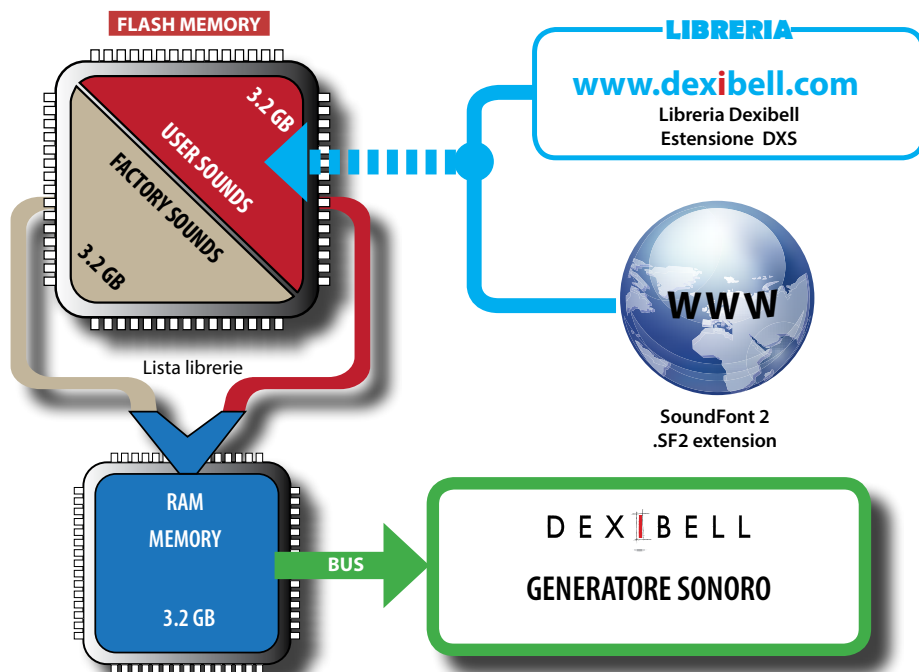 FLASH MEMORY
3.2 GB
USER SOUNDS
FACTORY SOUNDS
3.2 GB
LIBRERIA
www.dexibell.com
Libreria Dexibell
Estensione DXS
WWW
SoundFont 2
.SF2 extension
Lista librerie
RAM
MEMORY
3.2 GB
BUS
DEXIBELL
GENERATORE SONORO